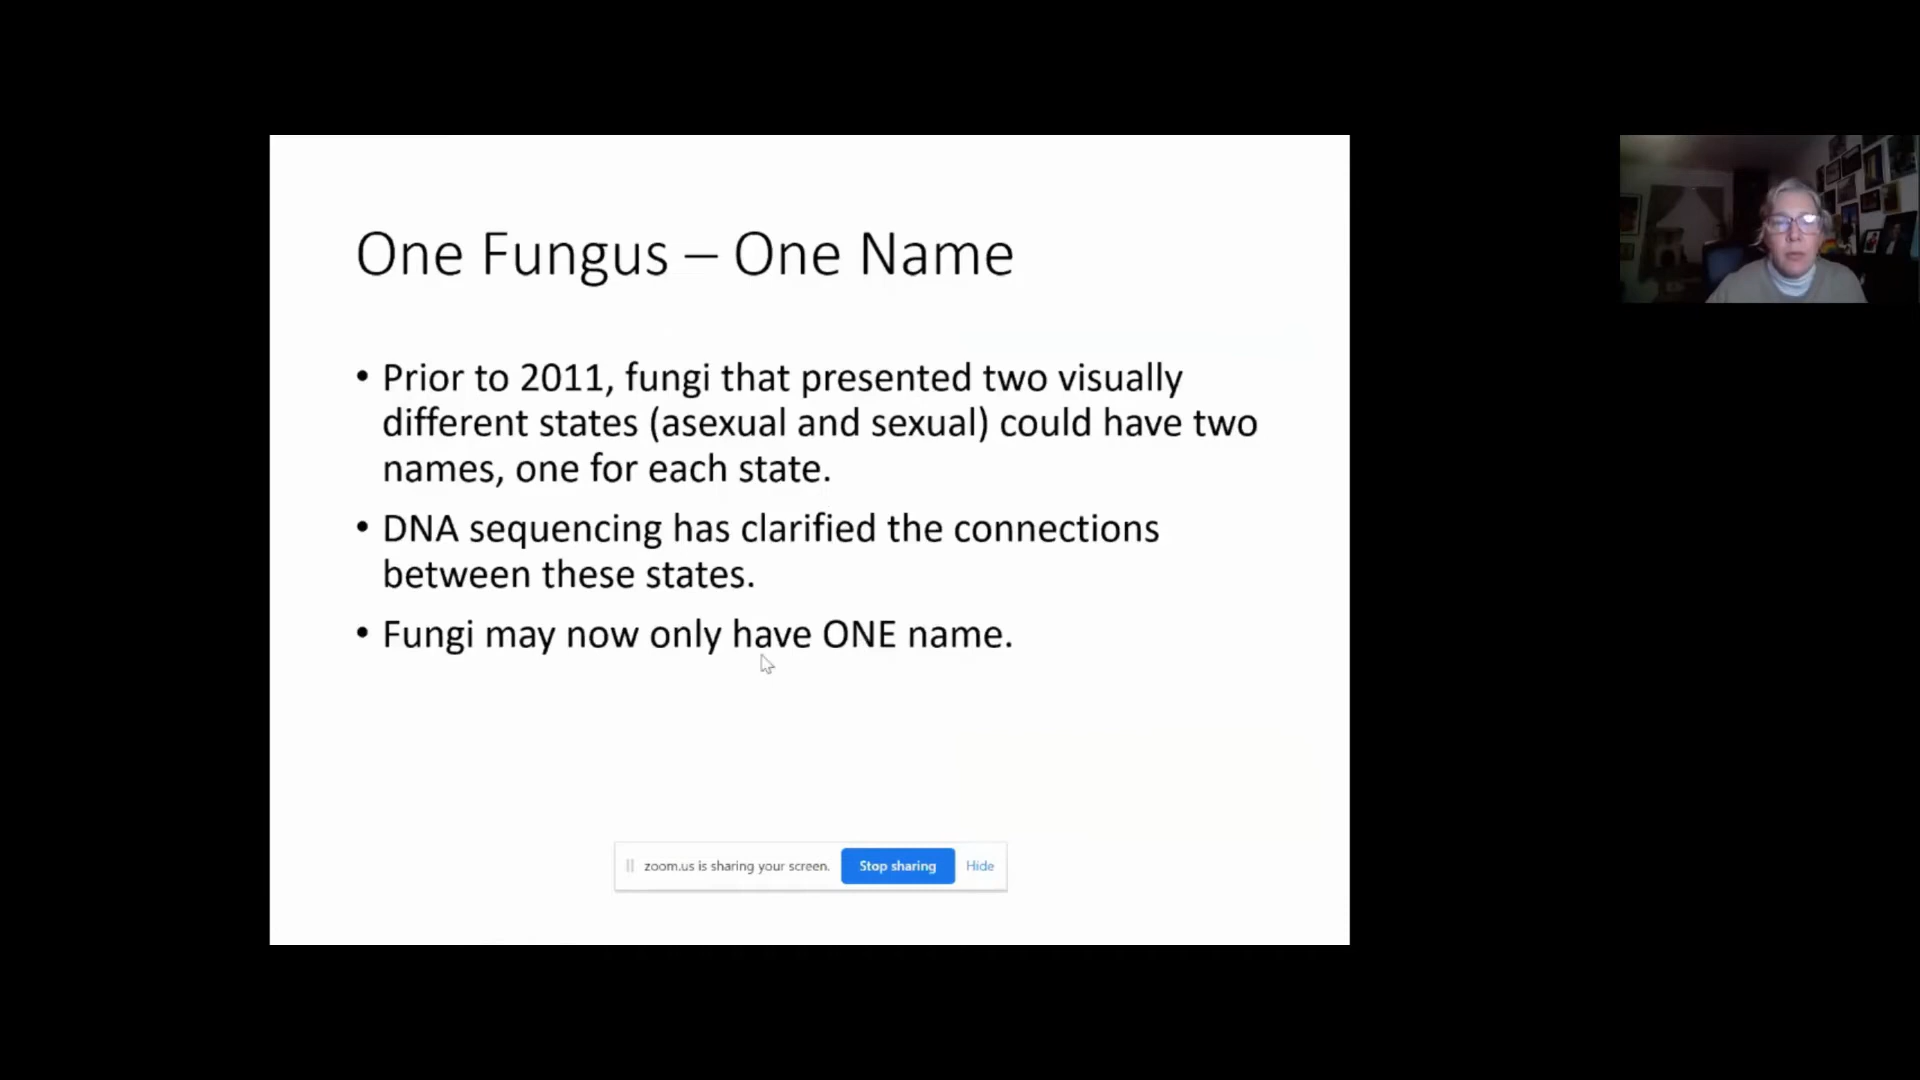 One Fungus – One Name
• Prior to 2011, fungi that presented two visually
different states (asexual and sexual) could have two
names, one for each state.
• DNA sequencing has clarified the connections
between these states.
• Fungi may now only have ONE name.
zoom.us is sharing your screen. Stop sharing Hide